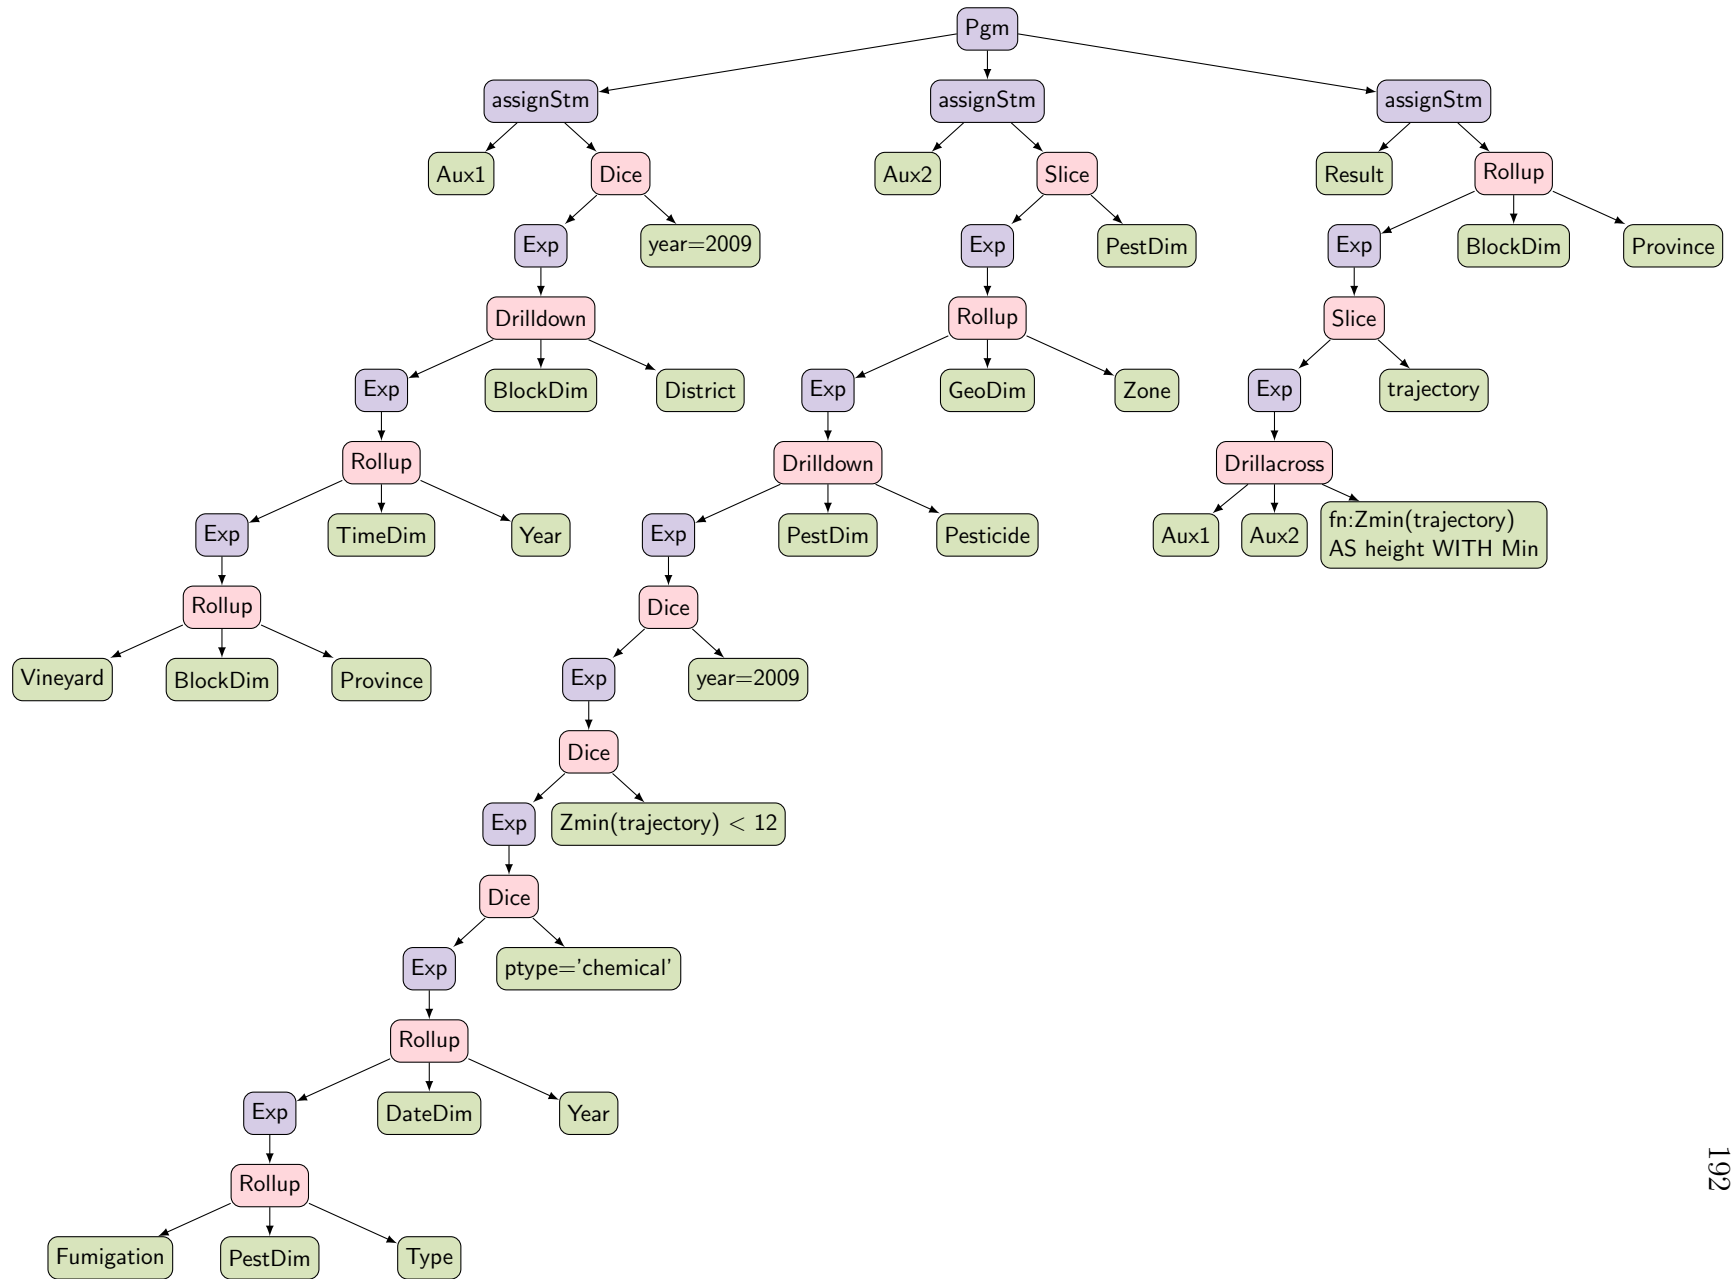 Pgm
assignStm
assignStm
assignStm
Aux1
Dice
Aux2
Slice
Result
Rollup
Exp
year=2009
Exp
PestDim
Exp
BlockDim
Province
Drilldown
Rollup
Slice
Exp
BlockDim
District
Exp
GeoDim
Zone
Exp
trajectory
Rollup
Drilldown
Drillacross
Exp
TimeDim
Year
Exp
PestDim
Pesticide
Aux1
Aux2
fn:Zmin(trajectory)
AS height WITH Min
Rollup
Dice
Vineyard
BlockDim
Province
Exp
year=2009
Dice
Exp
Zmin(trajectory) < 12
Dice
Exp
ptype='chemical'
Rollup
Exp
DateDim
Year
Rollup
Fumigation
PestDim
Type
192